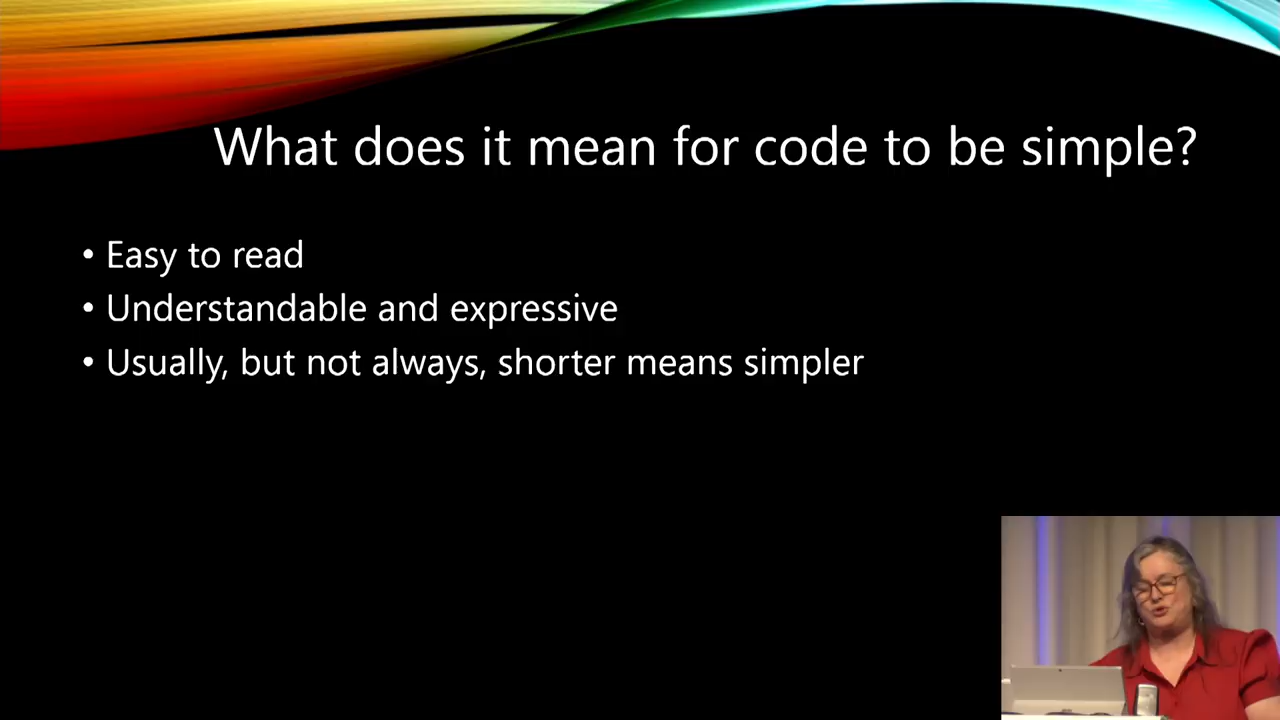 What does it mean for code to be simple?
• Easy to read
• Understandable and expressive
• Usually, but not always, shorter means simpler